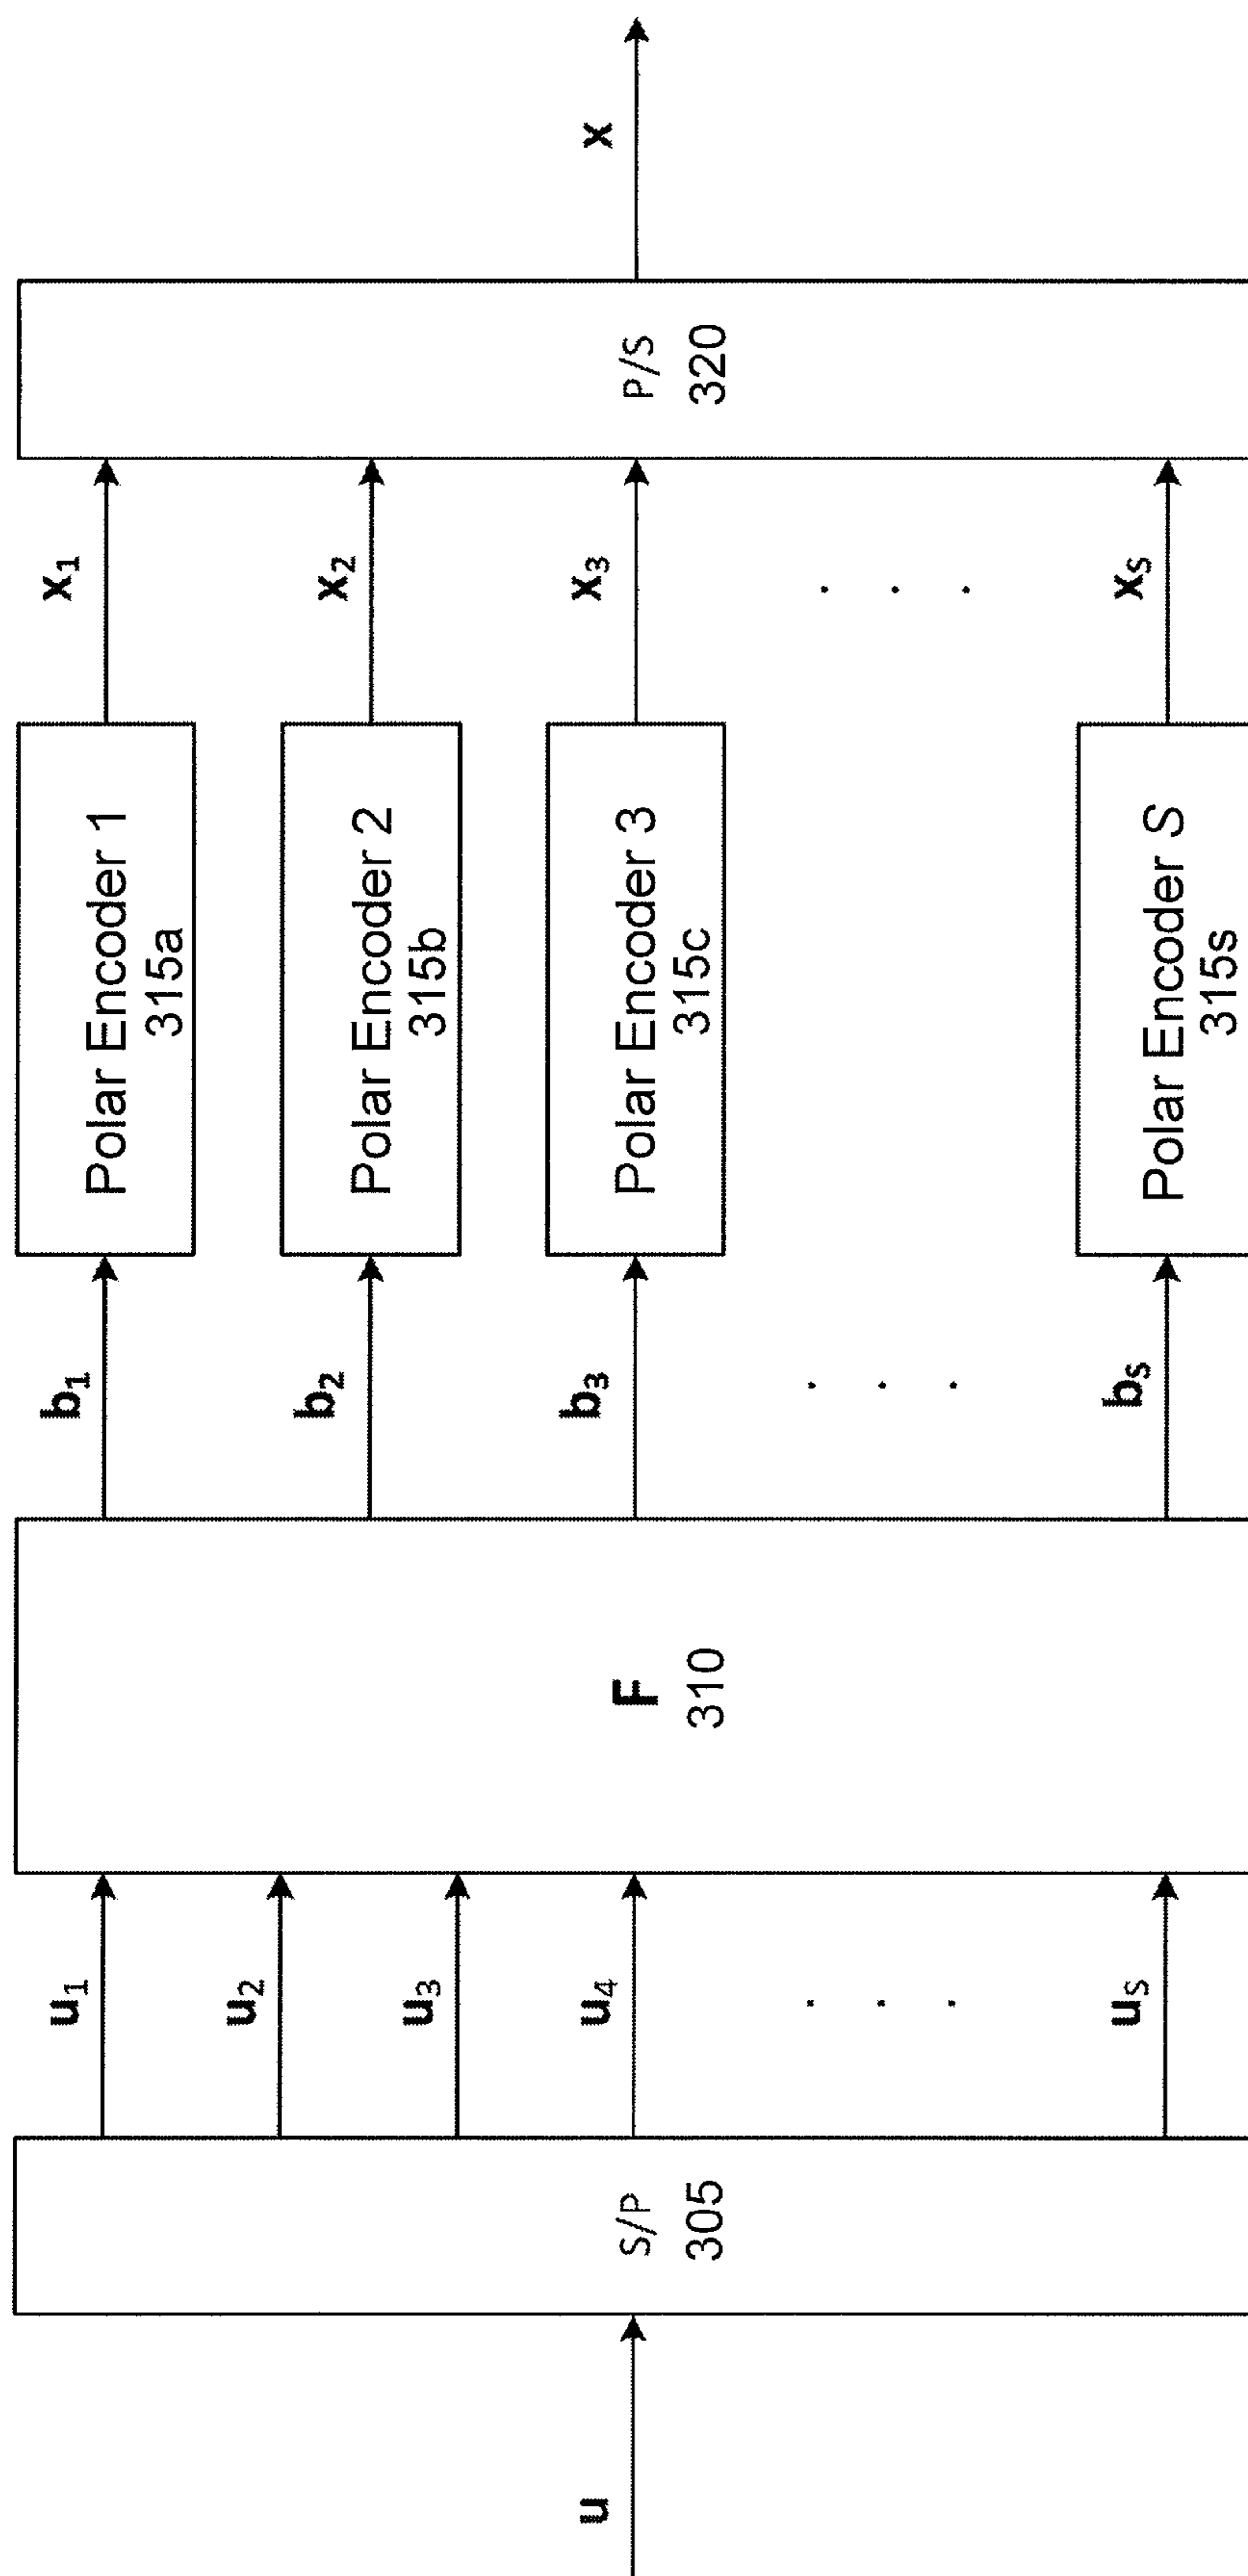 u
S/P
305
u1
u2
u3
u4
. . .
uS
F
310
b1
b2
b3
. . .
bS
Polar Encoder 1
315a
Polar Encoder 2
315b
Polar Encoder 3
315c
Polar Encoder S
315s
x1
x2
x3
. . .
xS
P/S
320
x